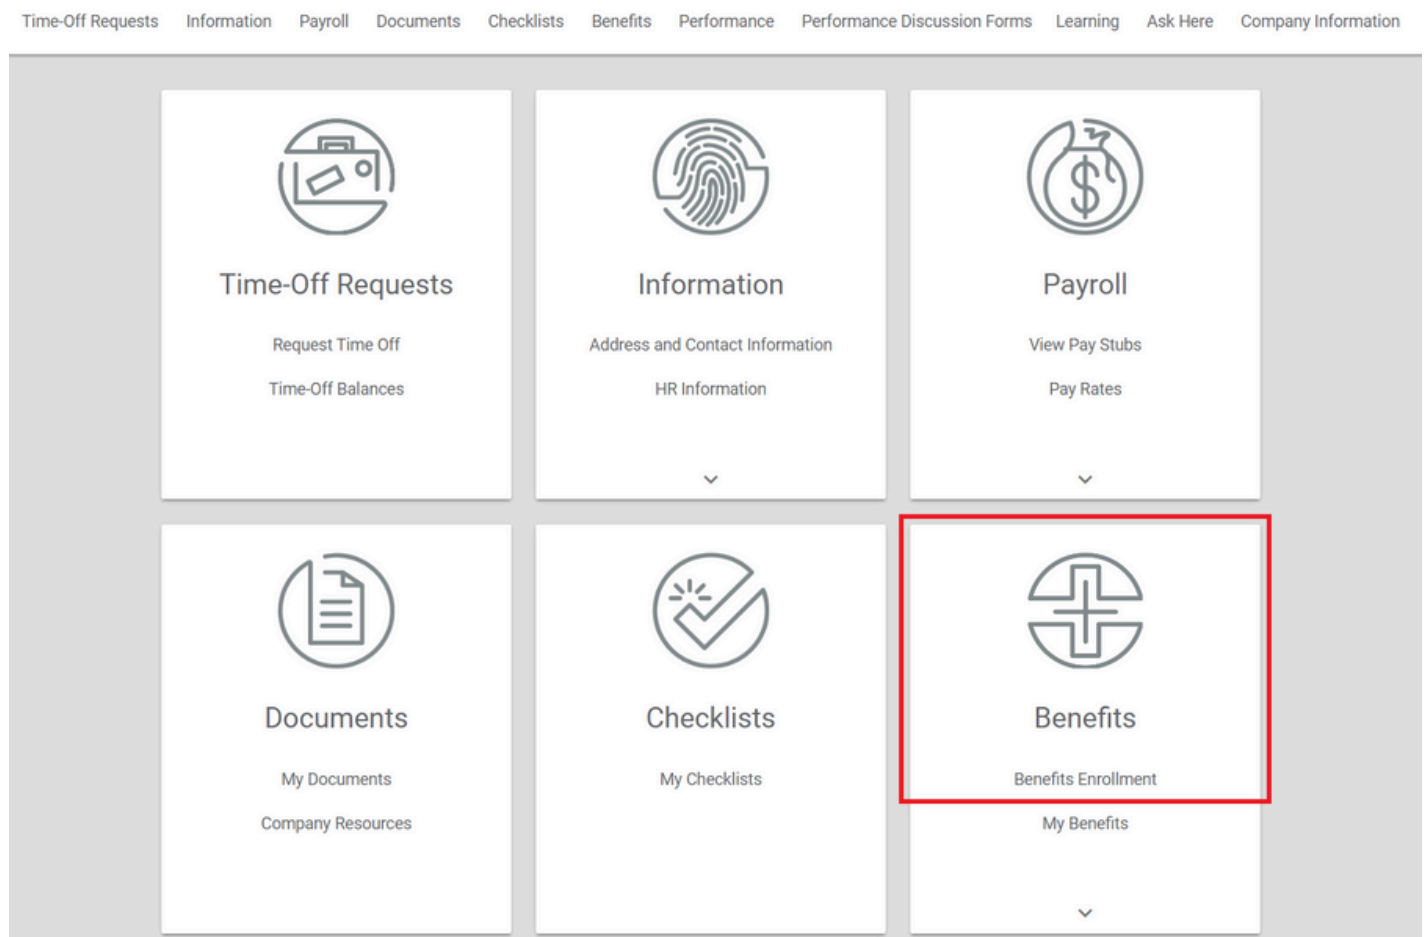 Time-Off Requests Information Payroll Documents Checklists Benefits Performance Performance Discussion Forms Learning Ask Here Company Information
Time-Off Requests
Request Time Off
Time-Off Balances
Information
Address and Contact Information
HR Information
Payroll
View Pay Stubs
Pay Rates
Documents
My Documents
Company Resources
Checklists
My Checklists
Benefits
Benefits Enrollment
My Benefits